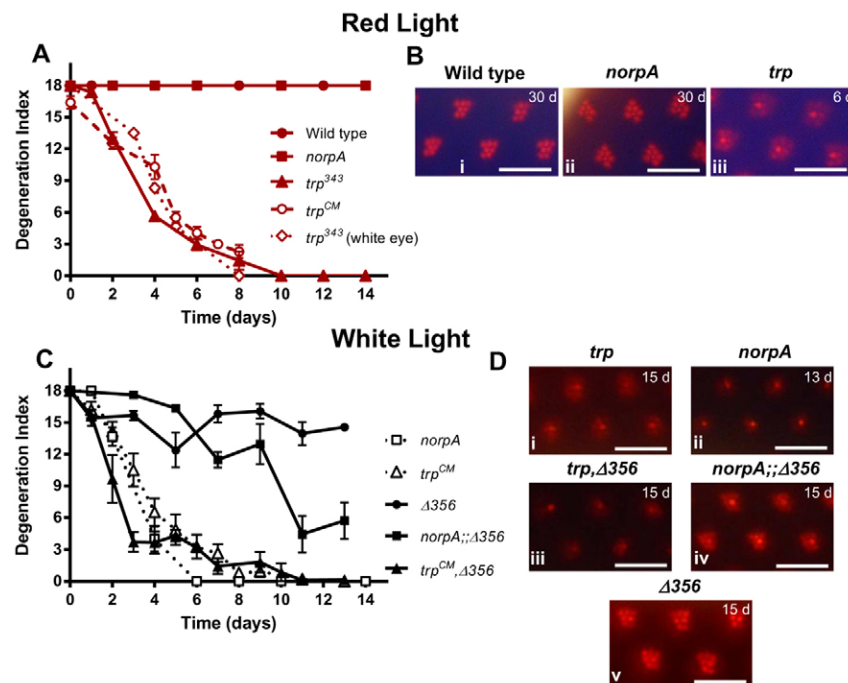 Red Light
A
Degeneration Index
18
15
12
9
6
3
0
0 2 4 6 8 10 12 14
Time (days)
Wild type
norpA
trp343
trpCM
trp343 (white eye)
B
Wild type
norpA
trp
30 d
30 d
6 d
i
ii
iii
White Light
C
Degeneration Index
18
15
12
9
6
3
0
0 2 4 6 8 10 12 14
Time (days)
norpA
trpCM
Δ356
norpA;;Δ356
trpCM,Δ356
D
trp
norpA
15 d
13 d
i
ii
trp,Δ356
norpA;;Δ356
15 d
15 d
iii
iv
Δ356
15 d
v